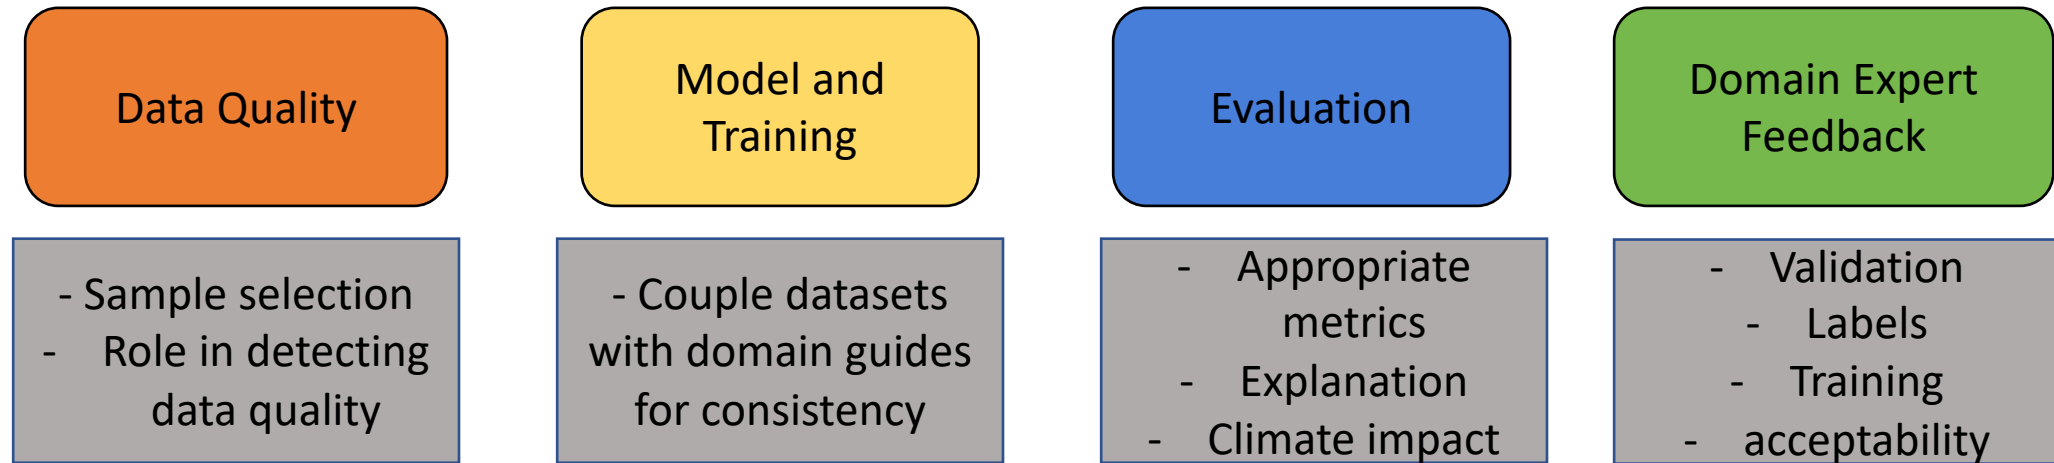 Data Quality
- Sample selection
- Role in detecting
data quality
Model and
Training
- Couple datasets
with domain guides
for consistency
Evaluation
- Appropriate
metrics
- Explanation
- Climate impact
Domain Expert
Feedback
- Validation
- Labels
- Training
- acceptability